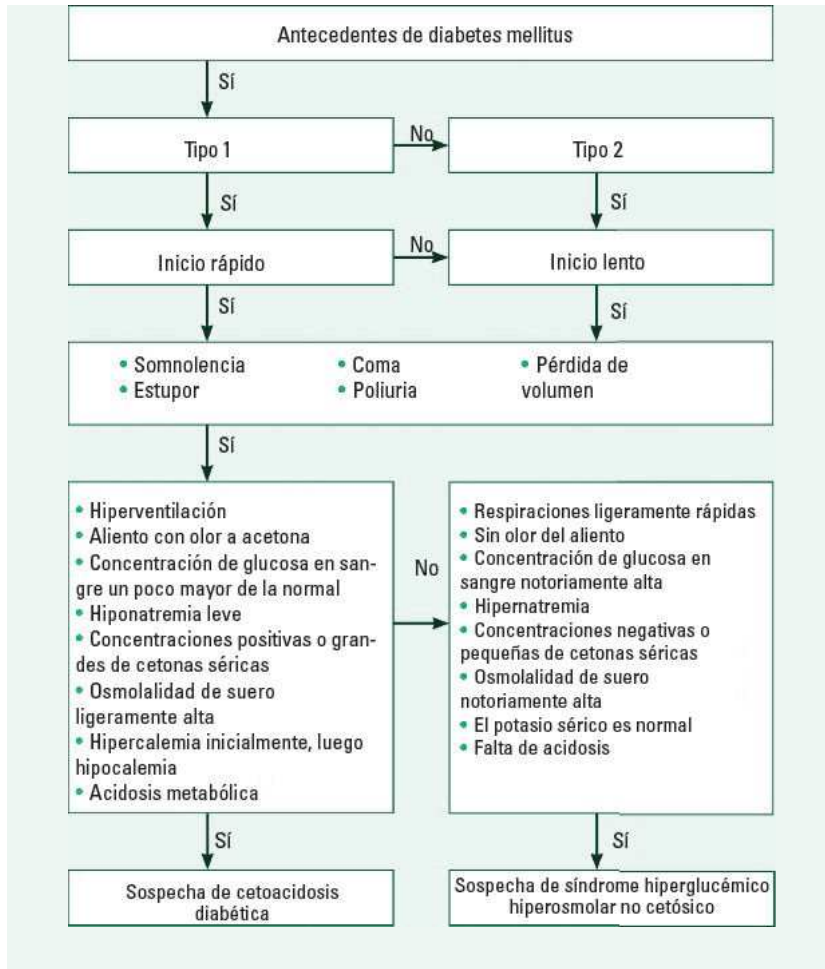 Antecedentes de diabetes mellitus
Sí
Tipo 1
No
Tipo 2
Sí
Sí
Inicio rápido
No
Inicio lento
Sí
Sí
• Somnolencia
• Estupor
• Coma
• Poliuria
• Pérdida de
volumen
Sí
• Hiperventilación
• Aliento con olor a acetona
• Concentración de glucosa en san-
gre un poco mayor de la normal
• Hiponatremia leve
• Concentraciones positivas o gran-
des de cetonas séricas
• Osmolalidad de suero
ligeramente alta
• Hipercalemia inicialmente, luego
hipocalemia
• Acidosis metabólica
No
• Respiraciones ligeramente rápidas
• Sin olor del aliento
• Concentración de glucosa en
sangre notoriamente alta
• Hipernatremia
• Concentraciones negativas o
pequeñas de cetonas séricas
• Osmolalidad de suero
notoriamente alta
• El potasio sérico es normal
• Falta de acidosis
Sí
Sí
Sospecha de cetoacidosis
diabética
Sospecha de síndrome hiperglucémico
hiperosmolar no cetósico